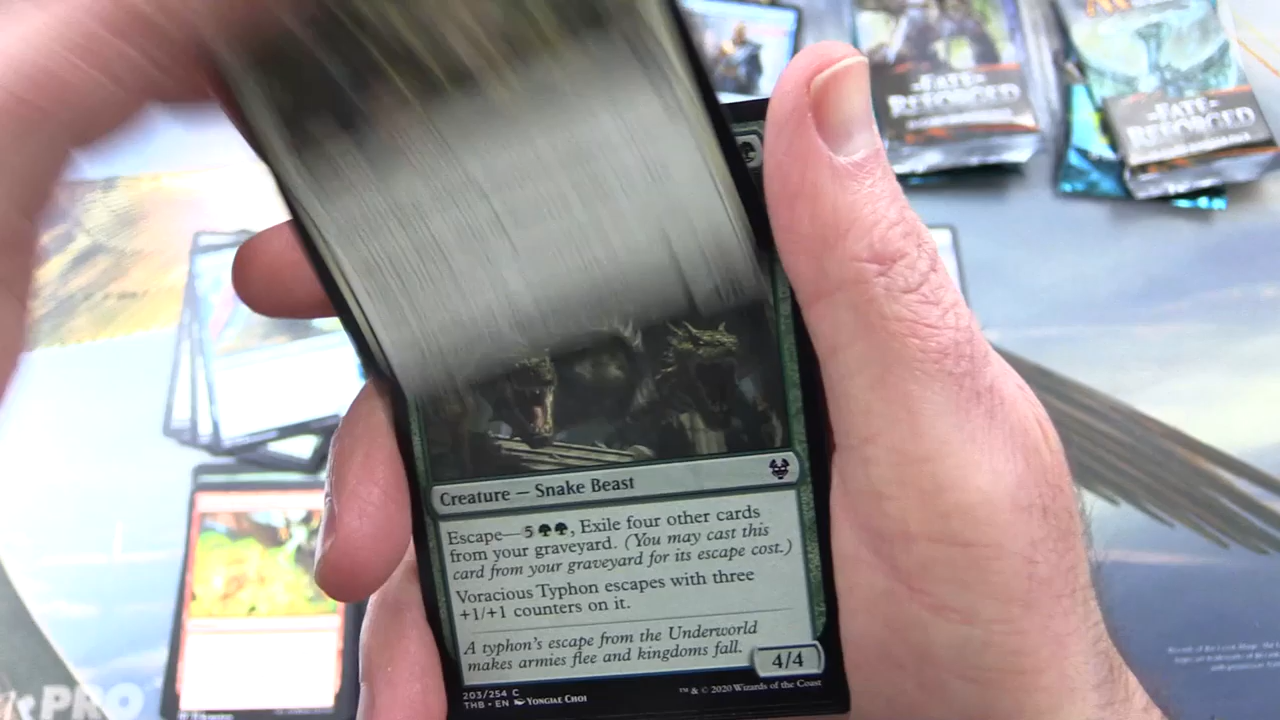 FATE
REFORGED
FATE
REFORGED
Creature — Snake Beast
Escape—5, Exile four other cards
from your graveyard. (You may cast this
card from your graveyard for its escape cost.)
Voracious Typhon escapes with three
+1/+1 counters on it.
A typhon's escape from the Underworld
makes armies flee and kingdoms fall.
4/4
203/254 C
THB • EN YONGJAE CHOI
™ & © 2020 Wizards of the Coast
PRO